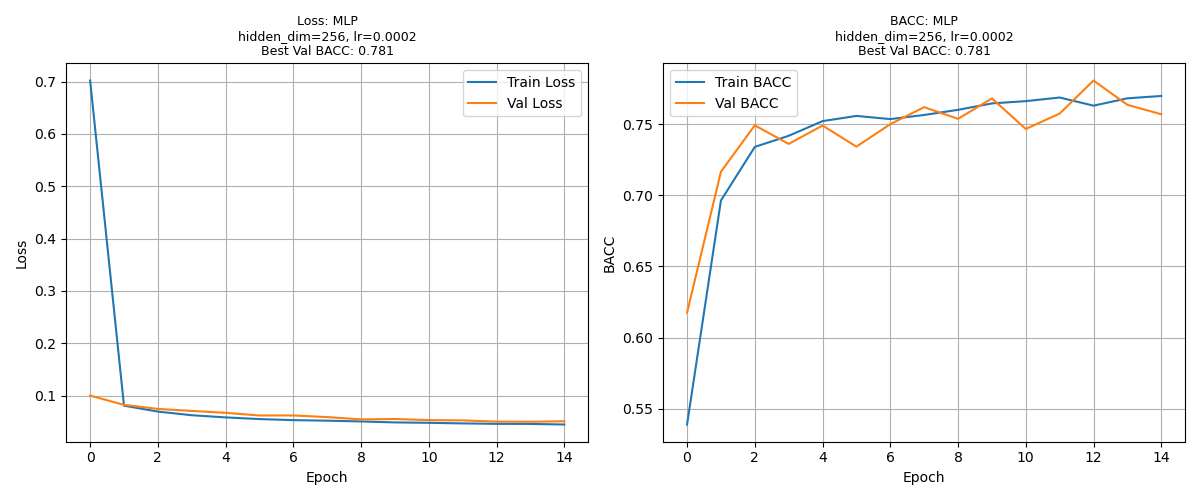 Loss: MLP
hidden_dim=256, lr=0.0002
Best Val BACC: 0.781
Train Loss
Val Loss
0.7
0.6
0.5
0.4
0.3
0.2
0.1
Loss
0 2 4 6 8 10 12 14
Epoch
BACC: MLP
hidden_dim=256, lr=0.0002
Best Val BACC: 0.781
Train BACC
Val BACC
0.75
0.70
0.65
0.60
0.55
BACC
0 2 4 6 8 10 12 14
Epoch